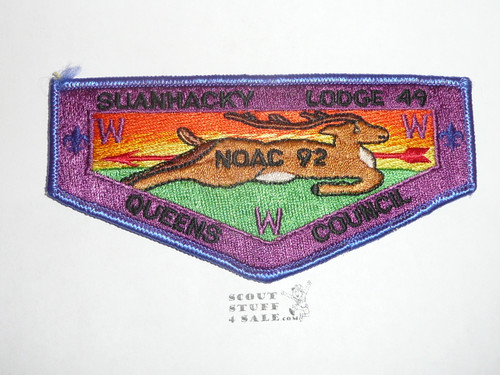 SUANHACKY LODGE 49
W W
NOAC 92
QUEENS W COUNCIL
SCOUT
STUFF
4 SALE.COM